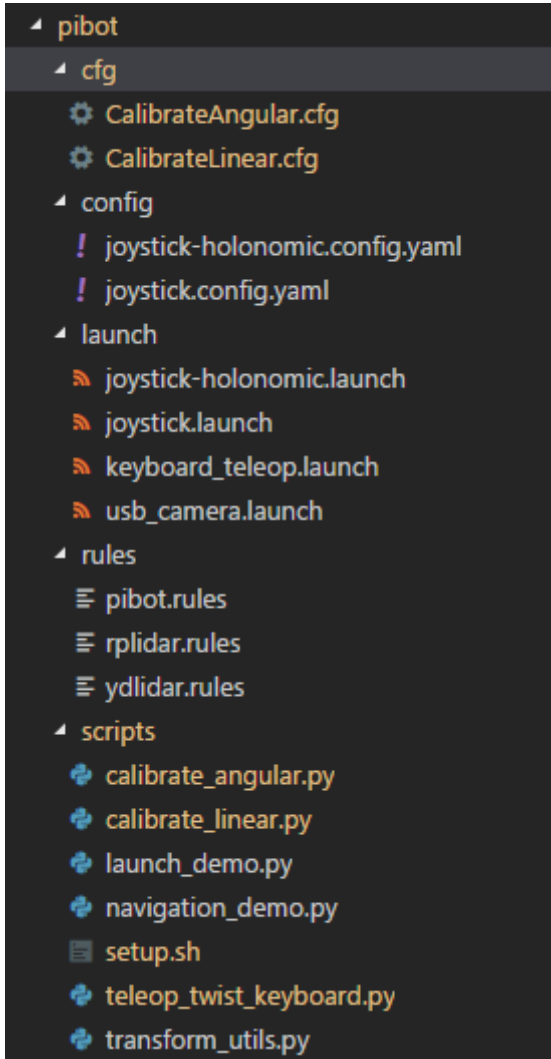 pibot
cfg
CalibrateAngular.cfg
CalibrateLinear.cfg
config
joystick-holonomic.config.yaml
joystick.config.yaml
launch
joystick-holonomic.launch
joystick.launch
keyboard_teleop.launch
usb_camera.launch
rules
pibot.rules
rplidar.rules
ydlidar.rules
scripts
calibrate_angular.py
calibrate_linear.py
launch_demo.py
navigation_demo.py
setup.sh
teleop_twist_keyboard.py
transform_utils.py